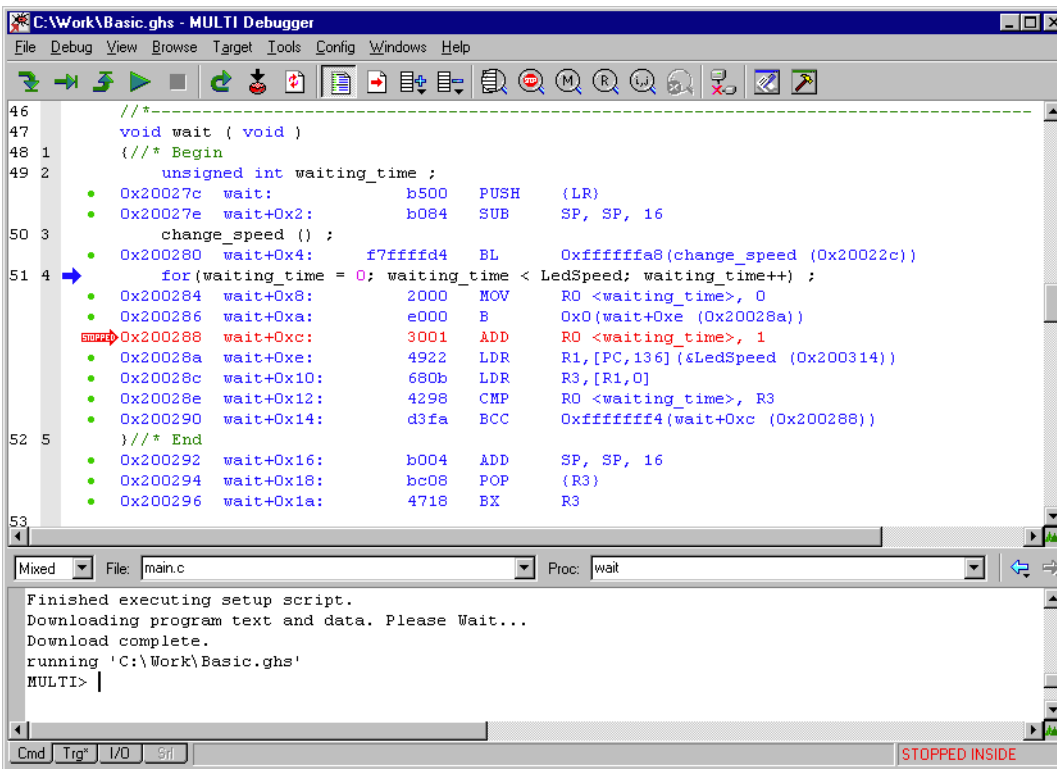 C:\Work\Basic.ghs - MULTI Debugger
File Debug View Browse Target Tools Config Windows Help
46 //*--------------------------------------------------------------------------------
47 void wait ( void )
48 1 {//* Begin
49 2 unsigned int waiting_time ;
0x20027c wait: b500 PUSH {LR}
0x20027e wait+0x2: b084 SUB SP, SP, 16
50 3 change_speed () ;
0x200280 wait+0x4: f7ffffd4 BL 0xffffffa8(change_speed (0x20022c))
51 4 for(waiting_time = 0; waiting_time < LedSpeed; waiting_time++) ;
0x200284 wait+0x8: 2000 MOV R0 <waiting_time>, 0
0x200286 wait+0xa: e000 B 0x0(wait+0xe (0x20028a))
STOPPED 0x200288 wait+0xc: 3001 ADD R0 <waiting_time>, 1
0x20028a wait+0xe: 4922 LDR R1,[PC,136](&LedSpeed (0x200314))
0x20028c wait+0x10: 680b LDR R3,[R1,0]
0x20028e wait+0x12: 4298 CMP R0 <waiting_time>, R3
0x200290 wait+0x14: d3fa BCC 0xfffffff4(wait+0xc (0x200288))
52 5 }//* End
0x200292 wait+0x16: b004 ADD SP, SP, 16
0x200294 wait+0x18: bc08 POP {R3}
0x200296 wait+0x1a: 4718 BX R3
53
Mixed File: main.c Proc: wait
Finished executing setup script.
Downloading program text and data. Please Wait...
Download complete.
running 'C:\Work\Basic.ghs'
MULTI>
Cmd Trg* I/O Srl STOPPED INSIDE